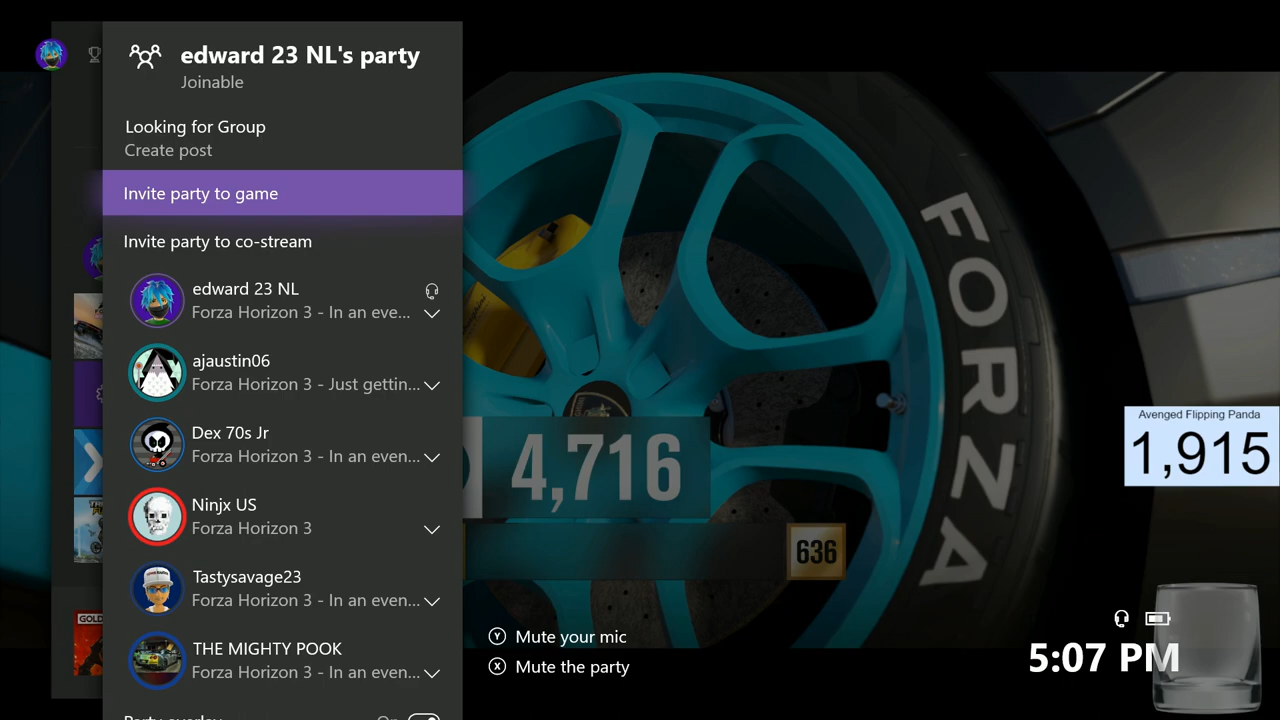 edward 23 NL's party
Joinable
Looking for Group
Create post
Invite party to game
Invite party to co-stream
edward 23 NL
Forza Horizon 3 - In an eve...
ajaustin06
Forza Horizon 3 - Just gettin...
Dex 70s Jr
Forza Horizon 3 - In an even...
Ninjx US
Forza Horizon 3
Tastysavage23
Forza Horizon 3 - In an even...
THE MIGHTY POOK
Forza Horizon 3 - In an even...
Party overlay
On
GOLD
4,716
636
FORZA
Avenged Flipping Panda
1,915
Y Mute your mic
X Mute the party
5:07 PM